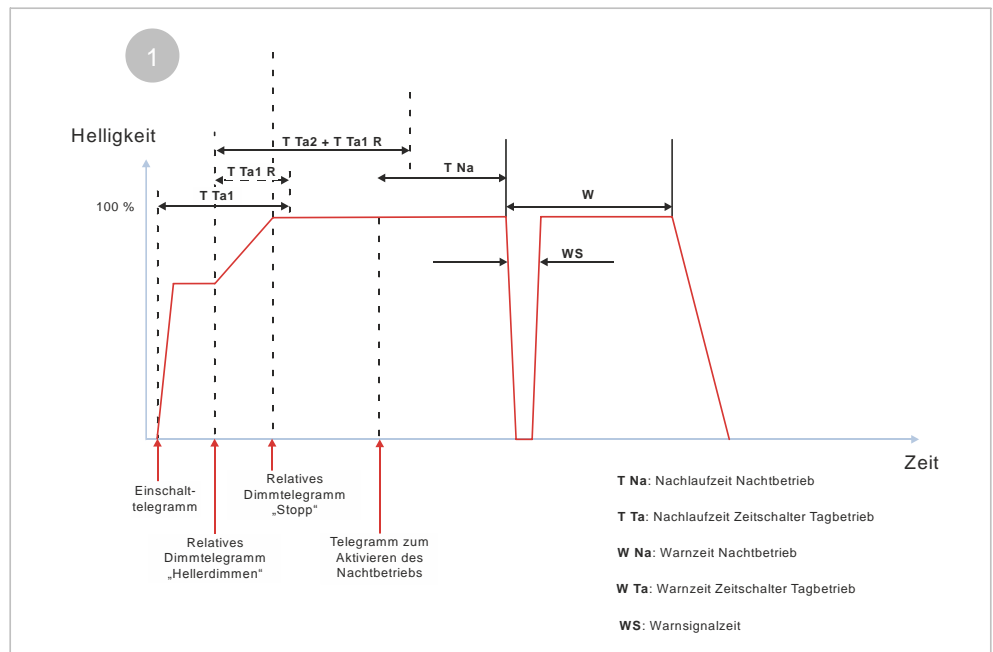 1
Helligkeit
T Ta2 + T Ta1 R
T Ta1 R
T Na
T Ta1
W
100 %
WS
Zeit
Einschalt-
telegramm
Relatives
Dimmtelegramm
„Hellerdimmen“
Relatives
Dimmtelegramm
„Stopp“
Telegramm zum
Aktivieren des
Nachtbetriebs
T Na: Nachlaufzeit Nachtbetrieb
T Ta: Nachlaufzeit Zeitschalter Tagbetrieb
W Na: Warnzeit Nachtbetrieb
W Ta: Warnzeit Zeitschalter Tagbetrieb
WS: Warnsignalzeit